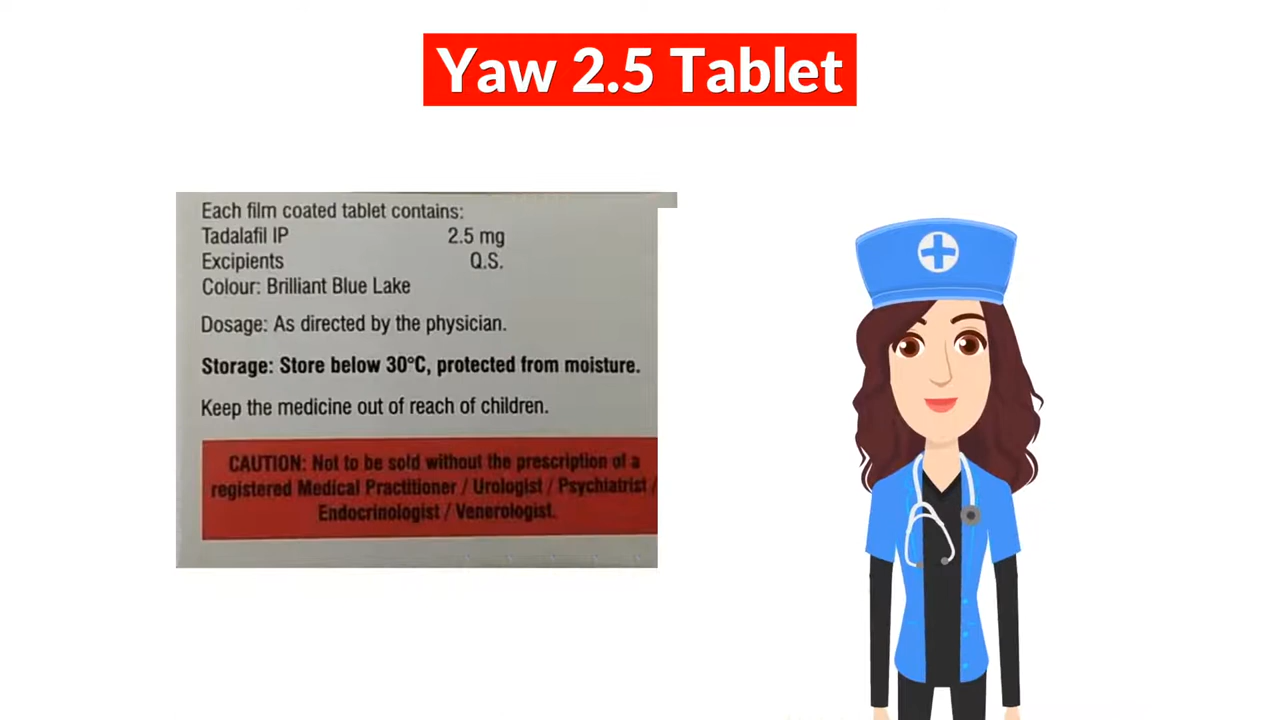 Yaw 2.5 Tablet
Each film coated tablet contains:
Tadalafil IP 2.5 mg
Excipients Q.S.
Colour: Brilliant Blue Lake
Dosage: As directed by the physician.
Storage: Store below 30°C, protected from moisture.
Keep the medicine out of reach of children.
CAUTION: Not to be sold without the prescription of a
registered Medical Practitioner / Urologist / Psychiatrist /
Endocrinologist / Venerologist.